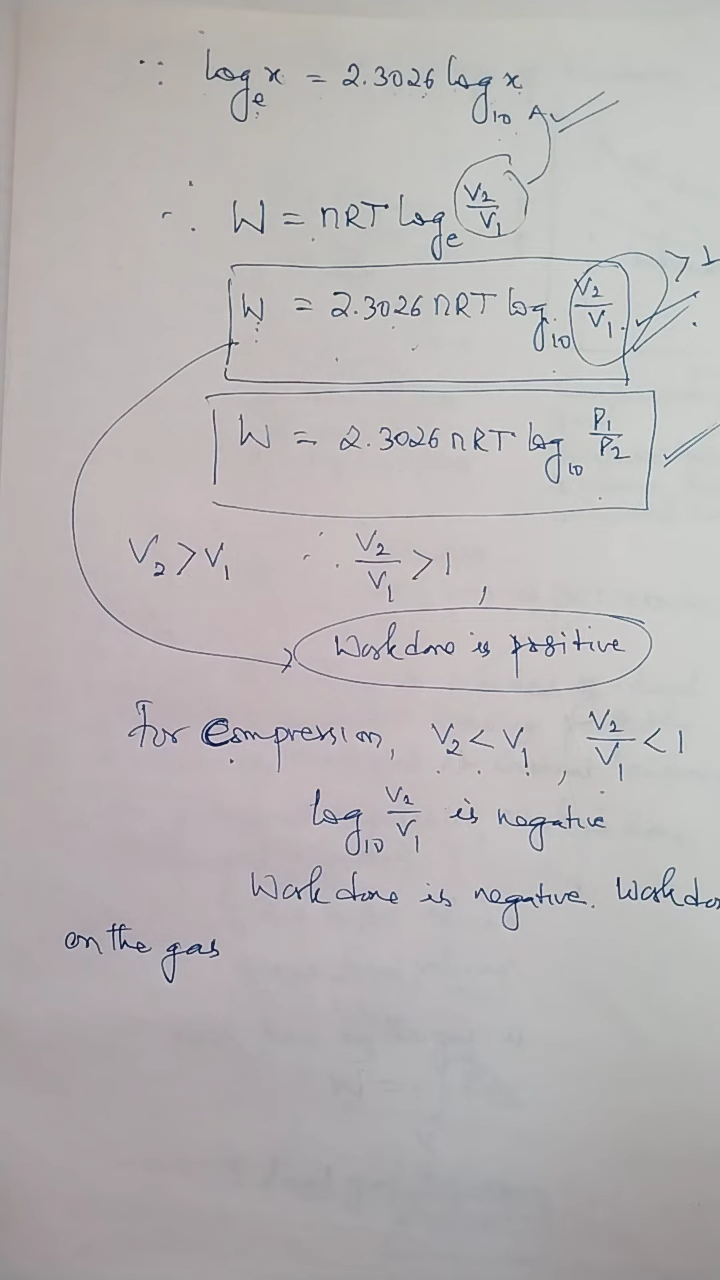 ∵ log_e x = 2.3026 log_10 x
∴ W = nRT log_e V₂/V₁
W = 2.3026 nRT log_10 V₂/V₁ > 1
W = 2.3026 nRT log_10 P₁/P₂
V₂ > V₁ ∴ V₂/V₁ > 1,
Work done is positive
For Compression, V₂ < V₁, V₂/V₁ < 1
log_10 V₂/V₁ is negative
Work done is negative. Work do
on the gas